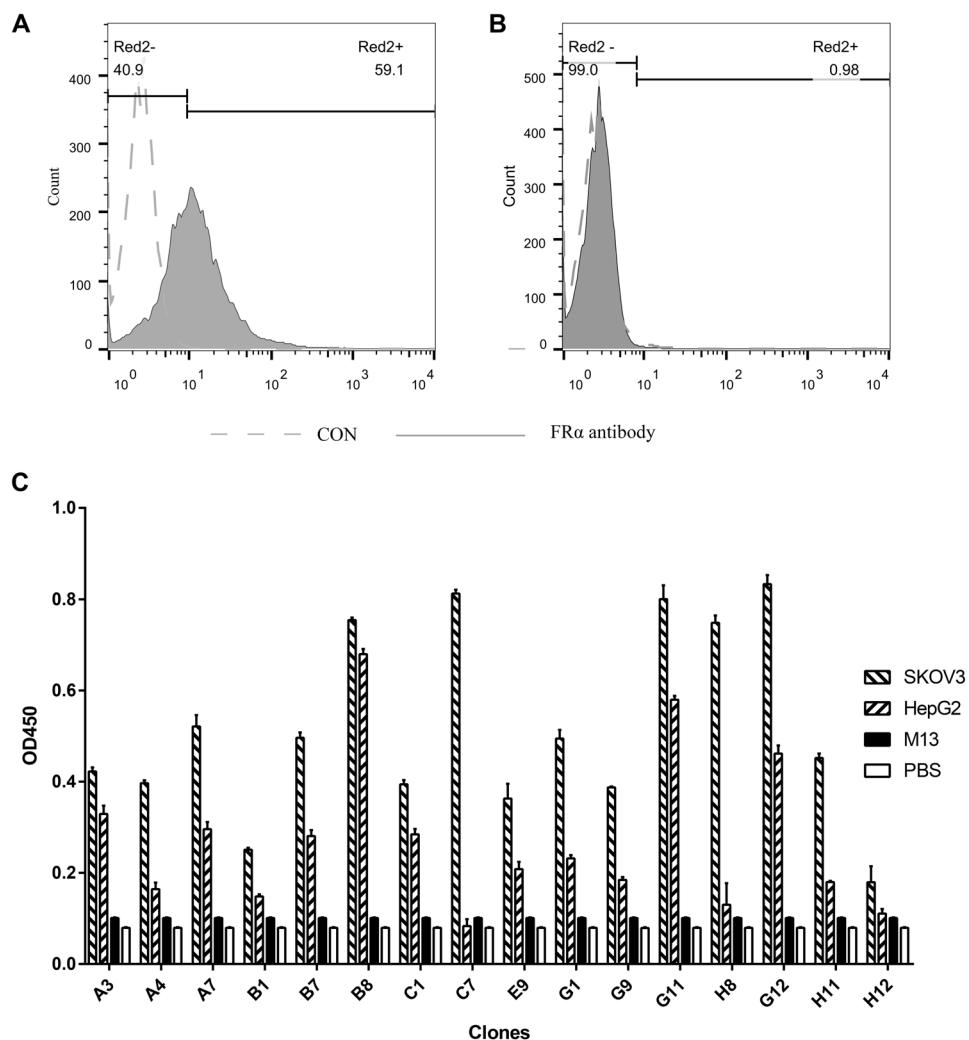 A
Red2-
40.9
Red2+
59.1
400
300
200
100
0
Count
10^0
10^1
10^2
10^3
10^4
B
Red2 -
99.0
Red2+
0.98
500
400
300
200
100
0
Count
10^0
10^1
10^2
10^3
10^4
CON
FRα antibody
C
1.0
0.8
0.6
0.4
0.2
0.0
OD450
SKOV3
HepG2
M13
PBS
A3
A4
A7
B1
B7
B8
C1
C7
E9
G1
G9
G11
H8
G12
H11
H12
Clones